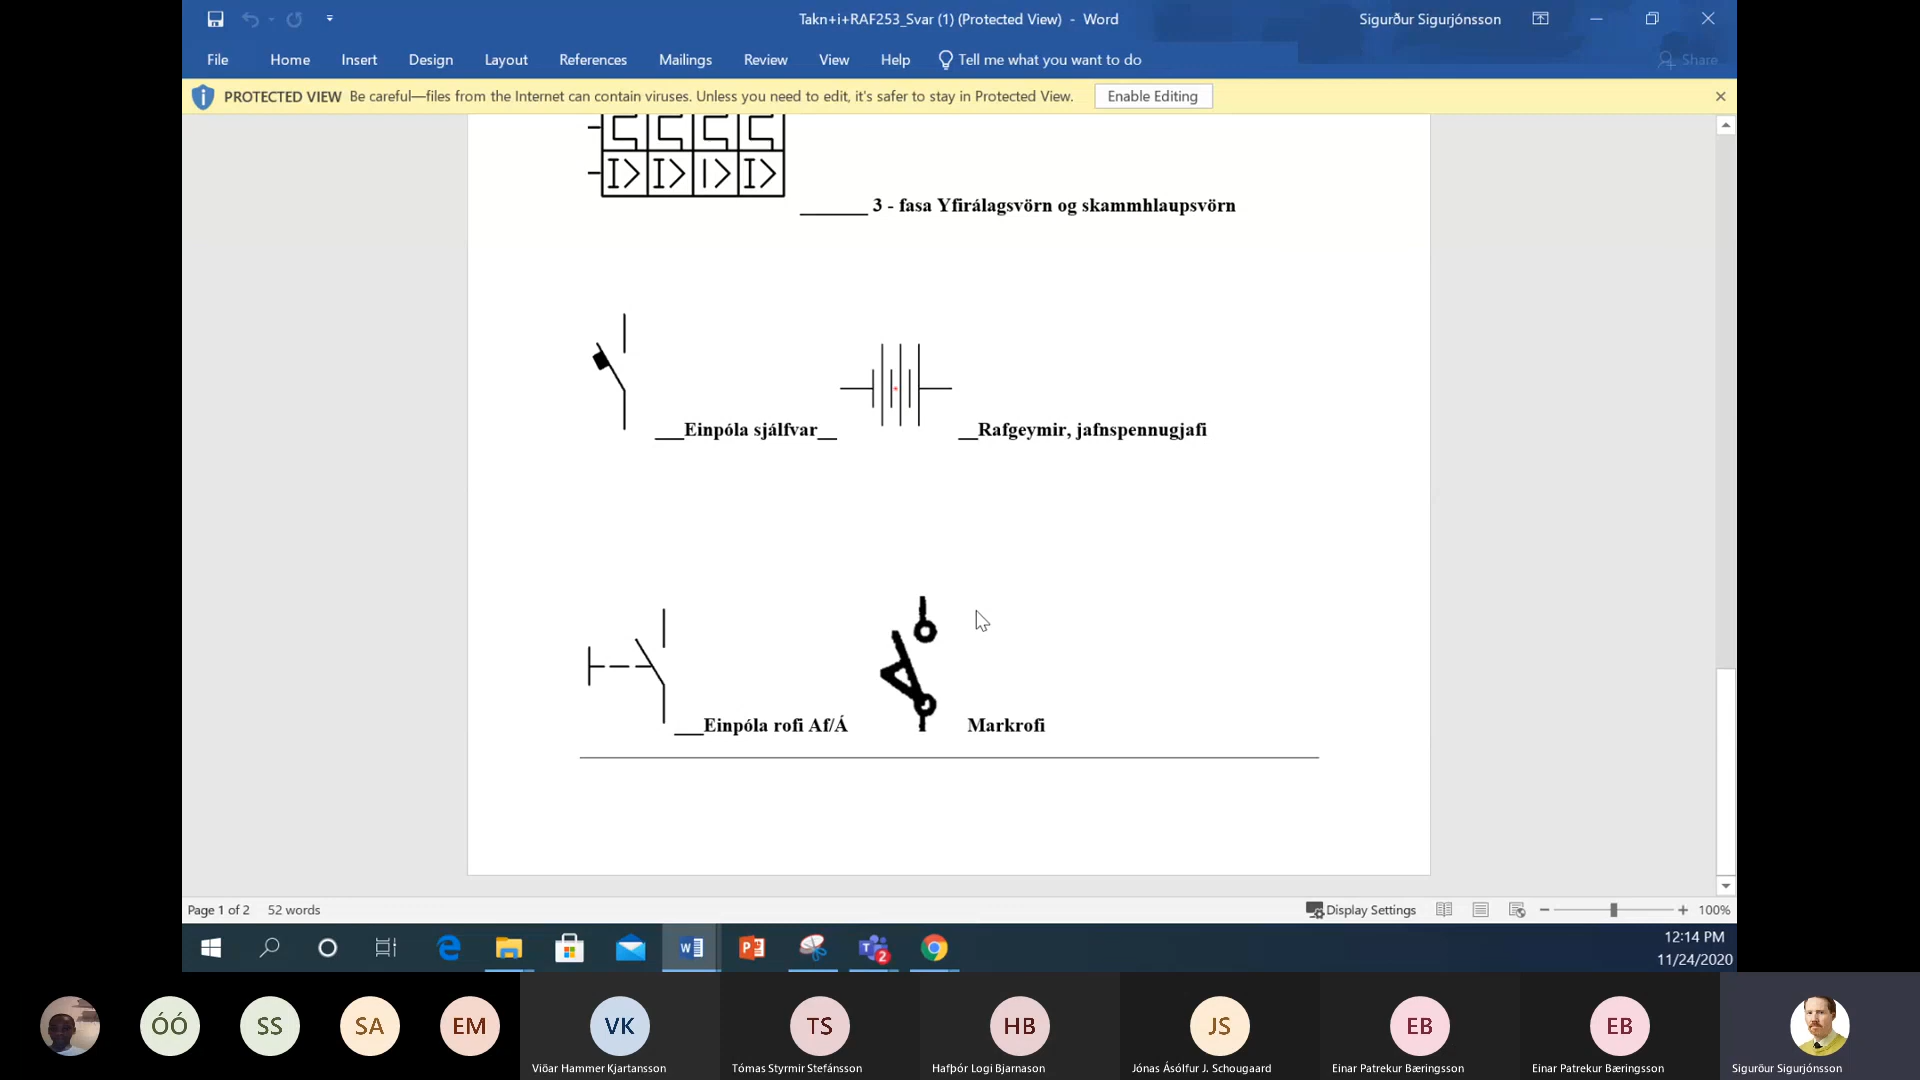 Takn+i+RAF253_Svar (1) (Protected View) - Word
Sigurður Sigurjónsson
File Home Insert Design Layout References Mailings Review View Help Tell me what you want to do Share
PROTECTED VIEW Be careful—files from the Internet can contain viruses. Unless you need to edit, it's safer to stay in Protected View. Enable Editing
I> I> I> I>
_______ 3 - fasa Yfirálagsvörn og skammhlaupsvörn
___Einpóla sjálfvar__ __Rafgeymir, jafnspennugjafi
___Einpóla rofi Af/Á Markrofi
Page 1 of 2 52 words Display Settings 100%
2
12:14 PM
11/24/2020
ÓÓ SS SA EM VK TS HB JS EB EB
Viðar Hammer Kjartansson Tómas Styrmir Stefánsson Hafþór Logi Bjarnason Jónas Ásólfur J. Schougaard Einar Patrekur Bæringsson Einar Patrekur Bæringsson Sigurður Sigurjónsson